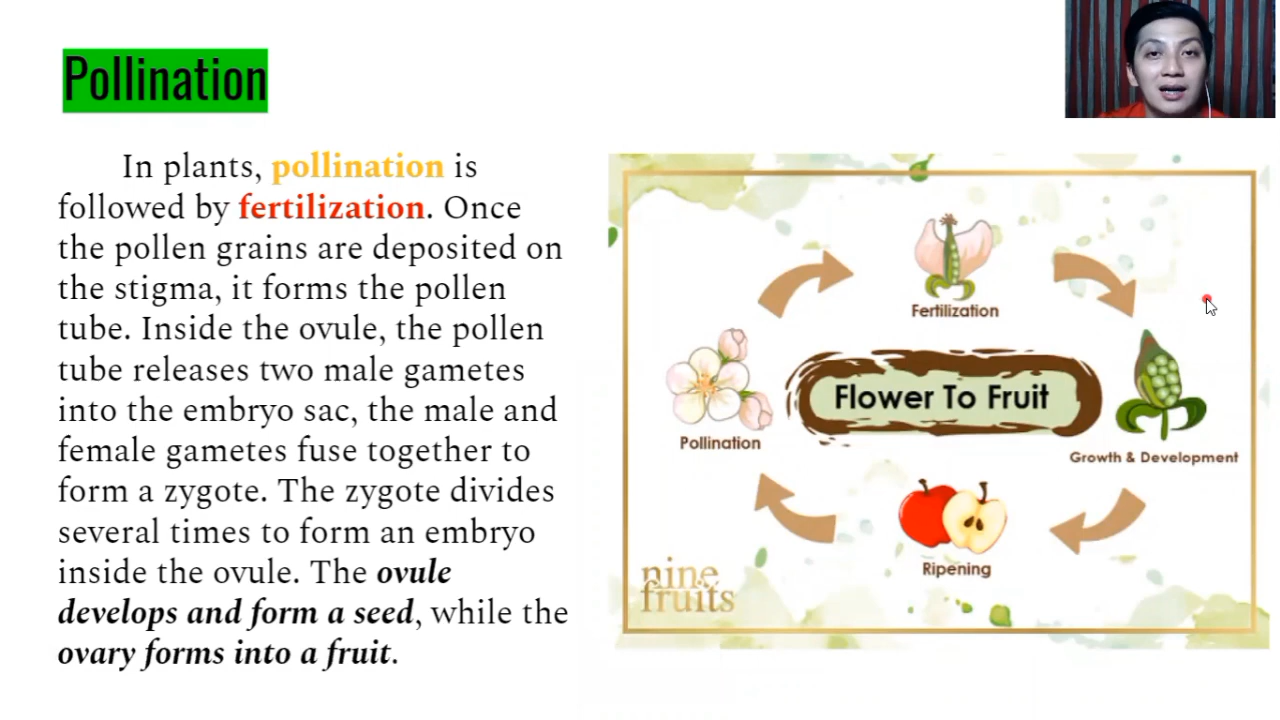 Pollination
In plants, pollination is
followed by fertilization. Once
the pollen grains are deposited on
the stigma, it forms the pollen
tube. Inside the ovule, the pollen
tube releases two male gametes
into the embryo sac, the male and
female gametes fuse together to
form a zygote. The zygote divides
several times to form an embryo
inside the ovule. The ovule
develops and form a seed, while the
ovary forms into a fruit.
Fertilization
Flower To Fruit
Pollination
Growth & Development
Ripening
nine
fruits